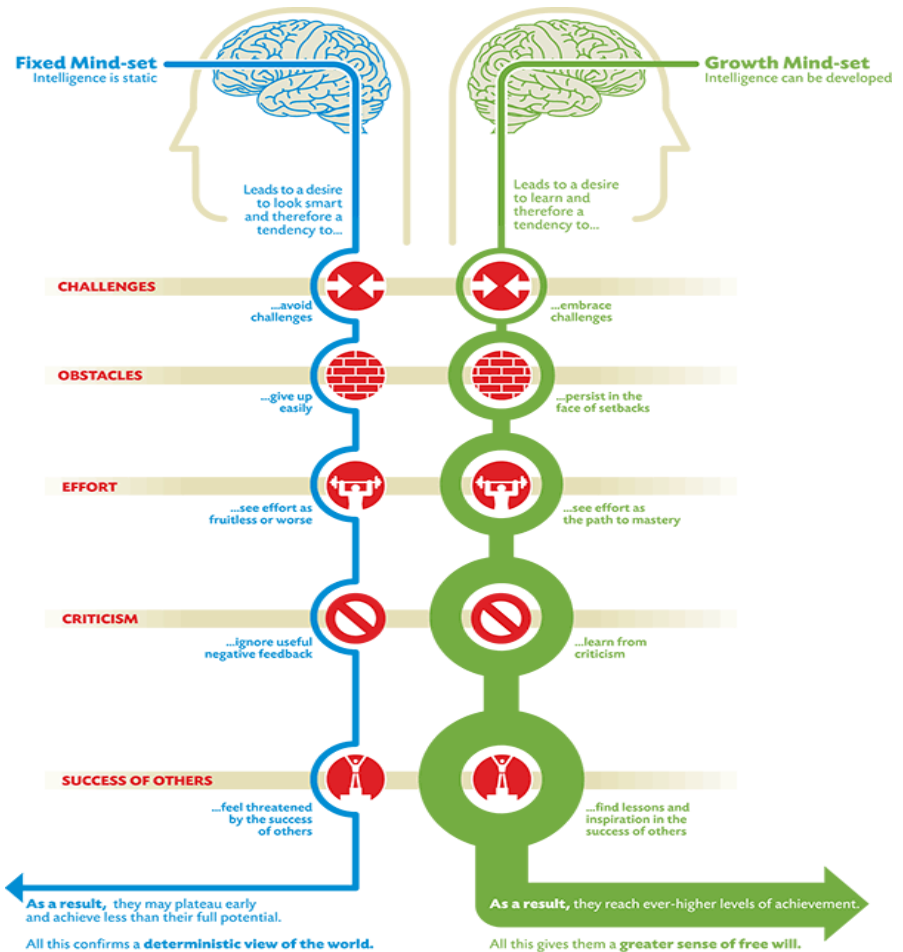 Fixed Mind-set
Intelligence is static
Growth Mind-set
Intelligence can be developed
Leads to a desire
to look smart
and therefore a
tendency to...
Leads to a desire
to learn and
therefore a
tendency to...
CHALLENGES
...avoid
challenges
...embrace
challenges
OBSTACLES
...give up
easily
...persist in the
face of setbacks
EFFORT
...see effort as
fruitless or worse
...see effort as
the path to mastery
CRITICISM
...ignore useful
negative feedback
...learn from
criticism
SUCCESS OF OTHERS
...feel threatened
by the success
of others
...find lessons and
inspiration in the
success of others
As a result, they may plateau early
and achieve less than their full potential.
All this confirms a deterministic view of the world.
As a result, they reach ever-higher levels of achievement.
All this gives them a greater sense of free will.